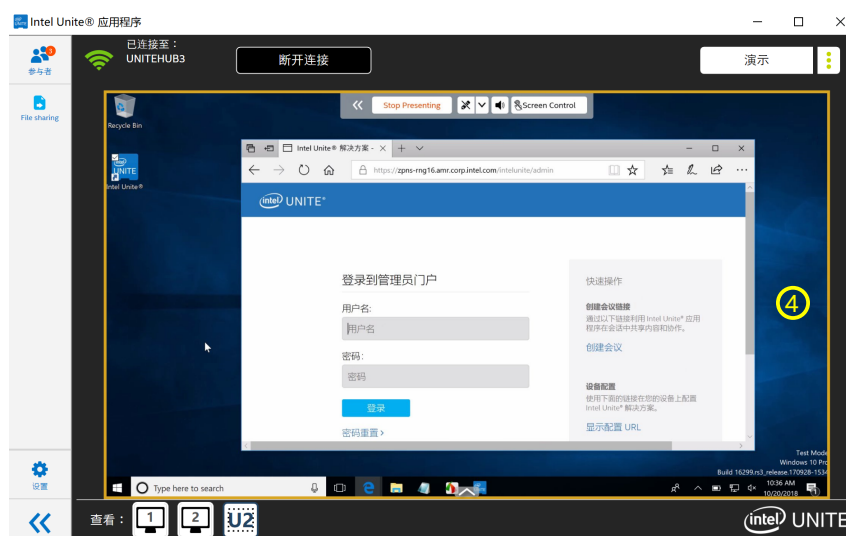 Intel Unite® 应用程序
3
参与者
已连接至：
UNITEHUB3
断开连接
演示
File sharing
Recycle Bin
Stop Presenting
Screen Control
UNITE
Intel Unite®
Intel Unite® 解决方案 -
https://zpns-rng16.amr.corp.intel.com/intelunite/admin
intel UNITE®
登录到管理员门户
用户名:
用户名
密码:
密码
登录
密码重置 >
快速操作
创建会议链接
通过以下链接利用 Intel Unite® 应用
程序在会话中共享内容和协作。
创建会议
设备配置
使用下面的链接在您的设备上配置
Intel Unite® 解决方案。
显示配置 URL
4
Test Mode
Windows 10 Pro
Build 16299.rs3_release.170928-1534
Type here to search
10:36 AM
10/20/2018
设置
查看：
1
2
U2
intel UNITE